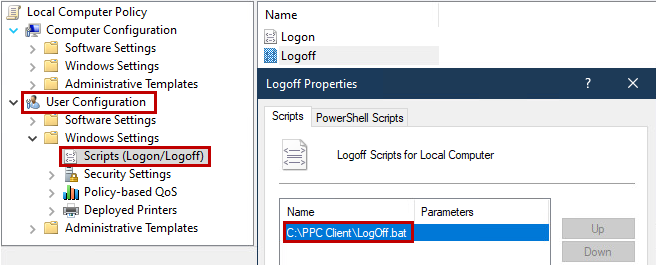 Local Computer Policy
Computer Configuration
Software Settings
Windows Settings
Administrative Templates
User Configuration
Software Settings
Windows Settings
Scripts (Logon/Logoff)
Security Settings
Policy-based QoS
Deployed Printers
Administrative Templates
Name
Logon
Logoff
Logoff Properties
?
Scripts
PowerShell Scripts
Logoff Scripts for Local Computer
Name Parameters
C:\PPC Client\LogOff.bat
Up
Down